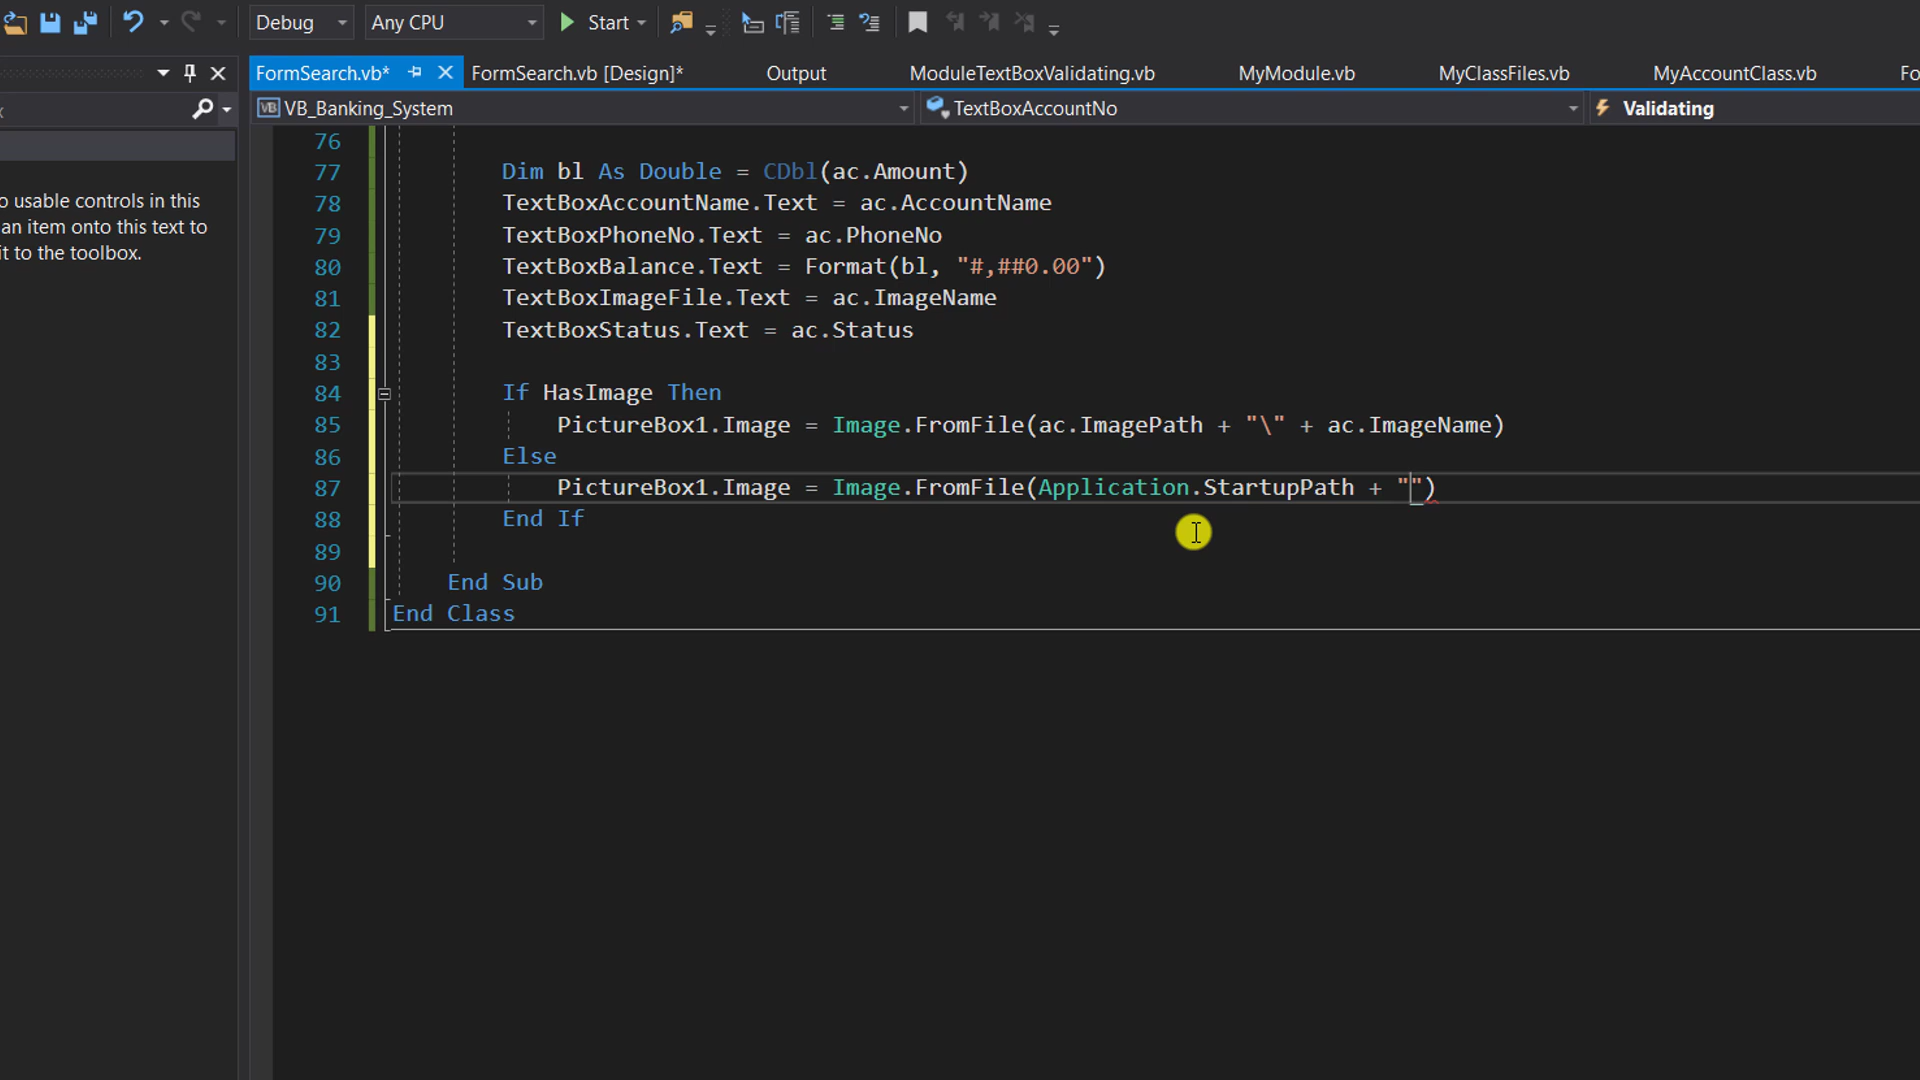 Debug Any CPU Start
FormSearch.vb* FormSearch.vb [Design]* Output ModuleTextBoxValidating.vb MyModule.vb MyClassFiles.vb MyAccountClass.vb Fo
VB VB_Banking_System TextBoxAccountNo Validating
o usable controls in this
an item onto this text to
it to the toolbox.
76
77 Dim bl As Double = CDbl(ac.Amount)
78 TextBoxAccountName.Text = ac.AccountName
79 TextBoxPhoneNo.Text = ac.PhoneNo
80 TextBoxBalance.Text = Format(bl, "#,##0.00")
81 TextBoxImageFile.Text = ac.ImageName
82 TextBoxStatus.Text = ac.Status
83
84 If HasImage Then
85 PictureBox1.Image = Image.FromFile(ac.ImagePath + "\" + ac.ImageName)
86 Else
87 PictureBox1.Image = Image.FromFile(Application.StartupPath + "")
88 End If
89
90 End Sub
91 End Class